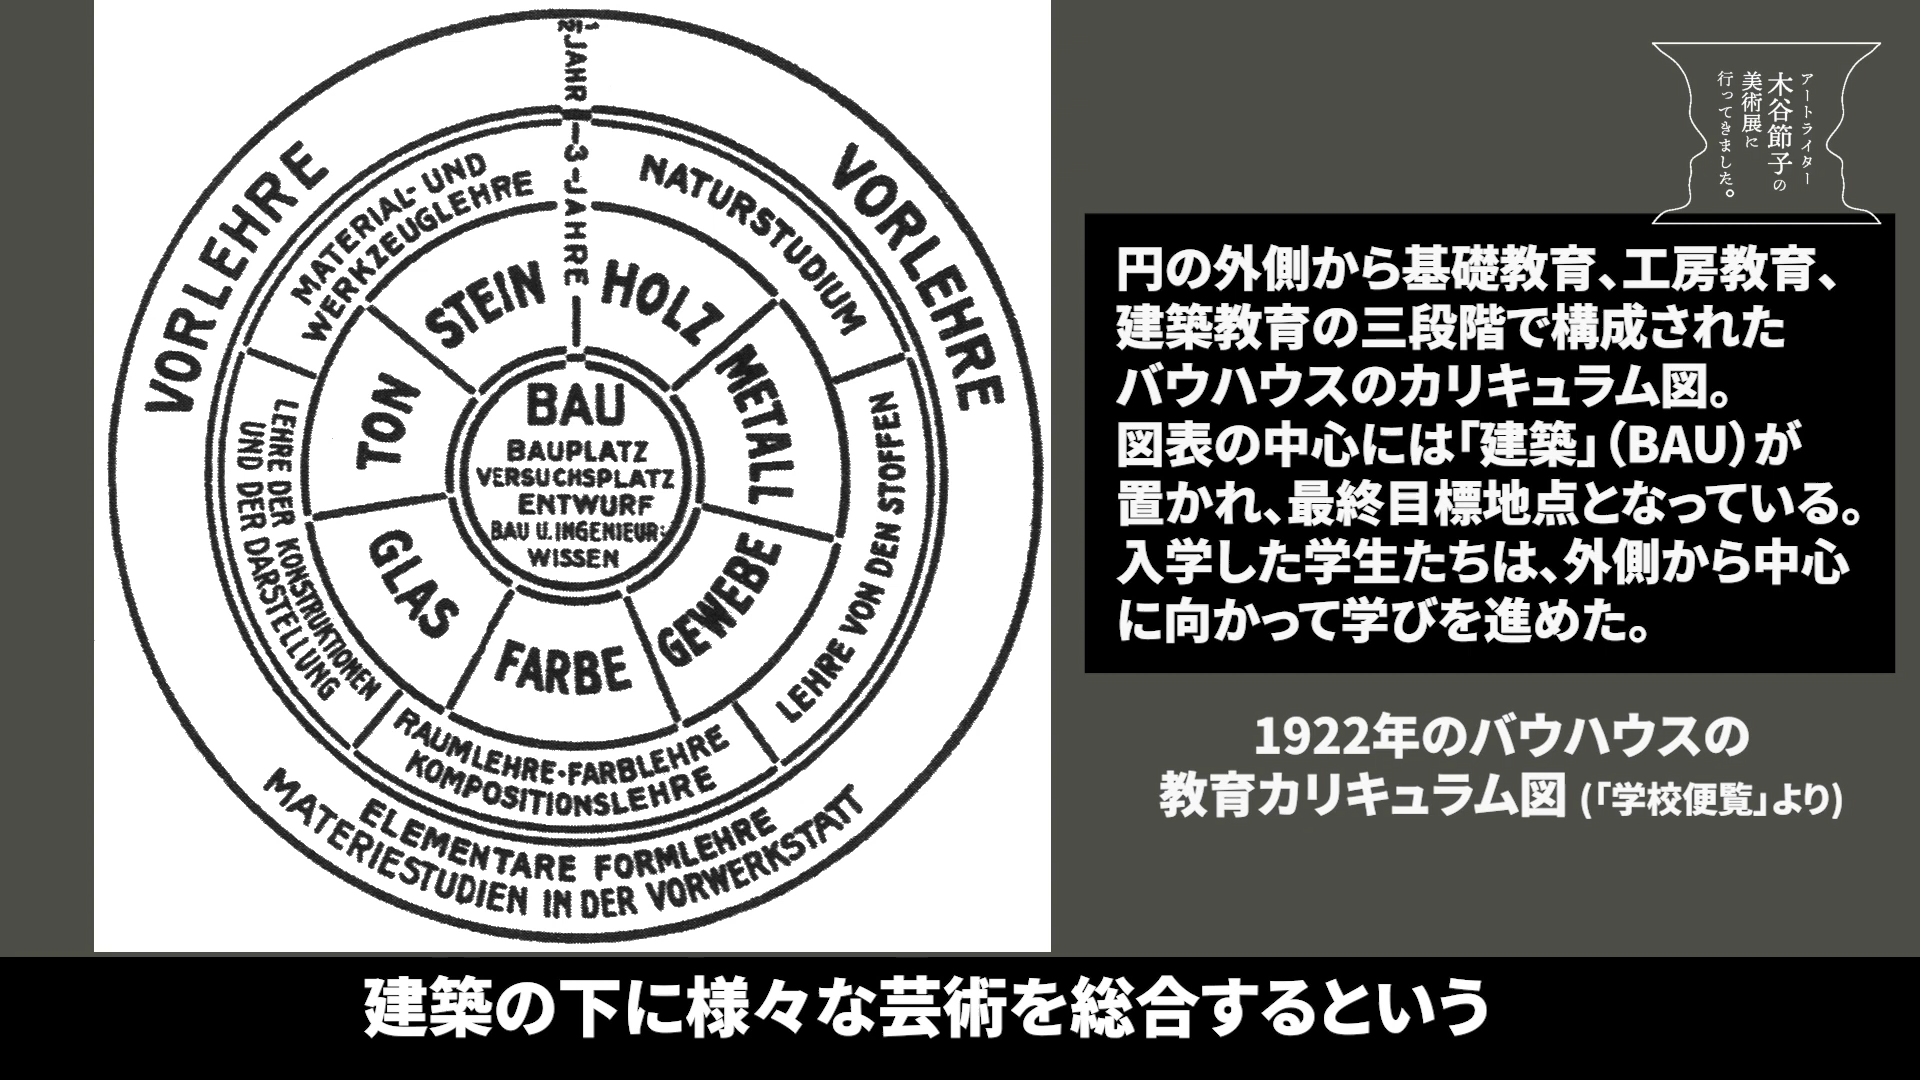 1/2 JAHR
3-JAHRE
VORLEHRE
VORLEHRE
MATERIAL- UND
WERKZEUGLEHRE
NATURSTUDIUM
LEHRE VON DEN STOFFEN
LEHRE DER KONSTRUKTIONEN
UND DER DARSTELLUNG
RAUMLEHRE·FARBLEHRE
KOMPOSITIONSLEHRE
ELEMENTARE FORMLEHRE
MATERIESTUDIEN IN DER VORWERKSTATT
STEIN
HOLZ
METALL
GEWEBE
FARBE
GLAS
TON
BAU
BAUPLATZ
VERSUCHSPLATZ
ENTWURF
BAU U. INGENIEUR:
WISSEN
アートライター
木谷節子の
美術展に
行ってきました。
円の外側から基礎教育、工房教育、
建築教育の三段階で構成された
バウハウスのカリキュラム図。
図表の中心には「建築」（BAU）が
置かれ、最終目標地点となっている。
入学した学生たちは、外側から中心
に向かって学びを進めた。
1922年のバウハウスの
教育カリキュラム図 (「学校便覧」より)
建築の下に様々な芸術を総合するという